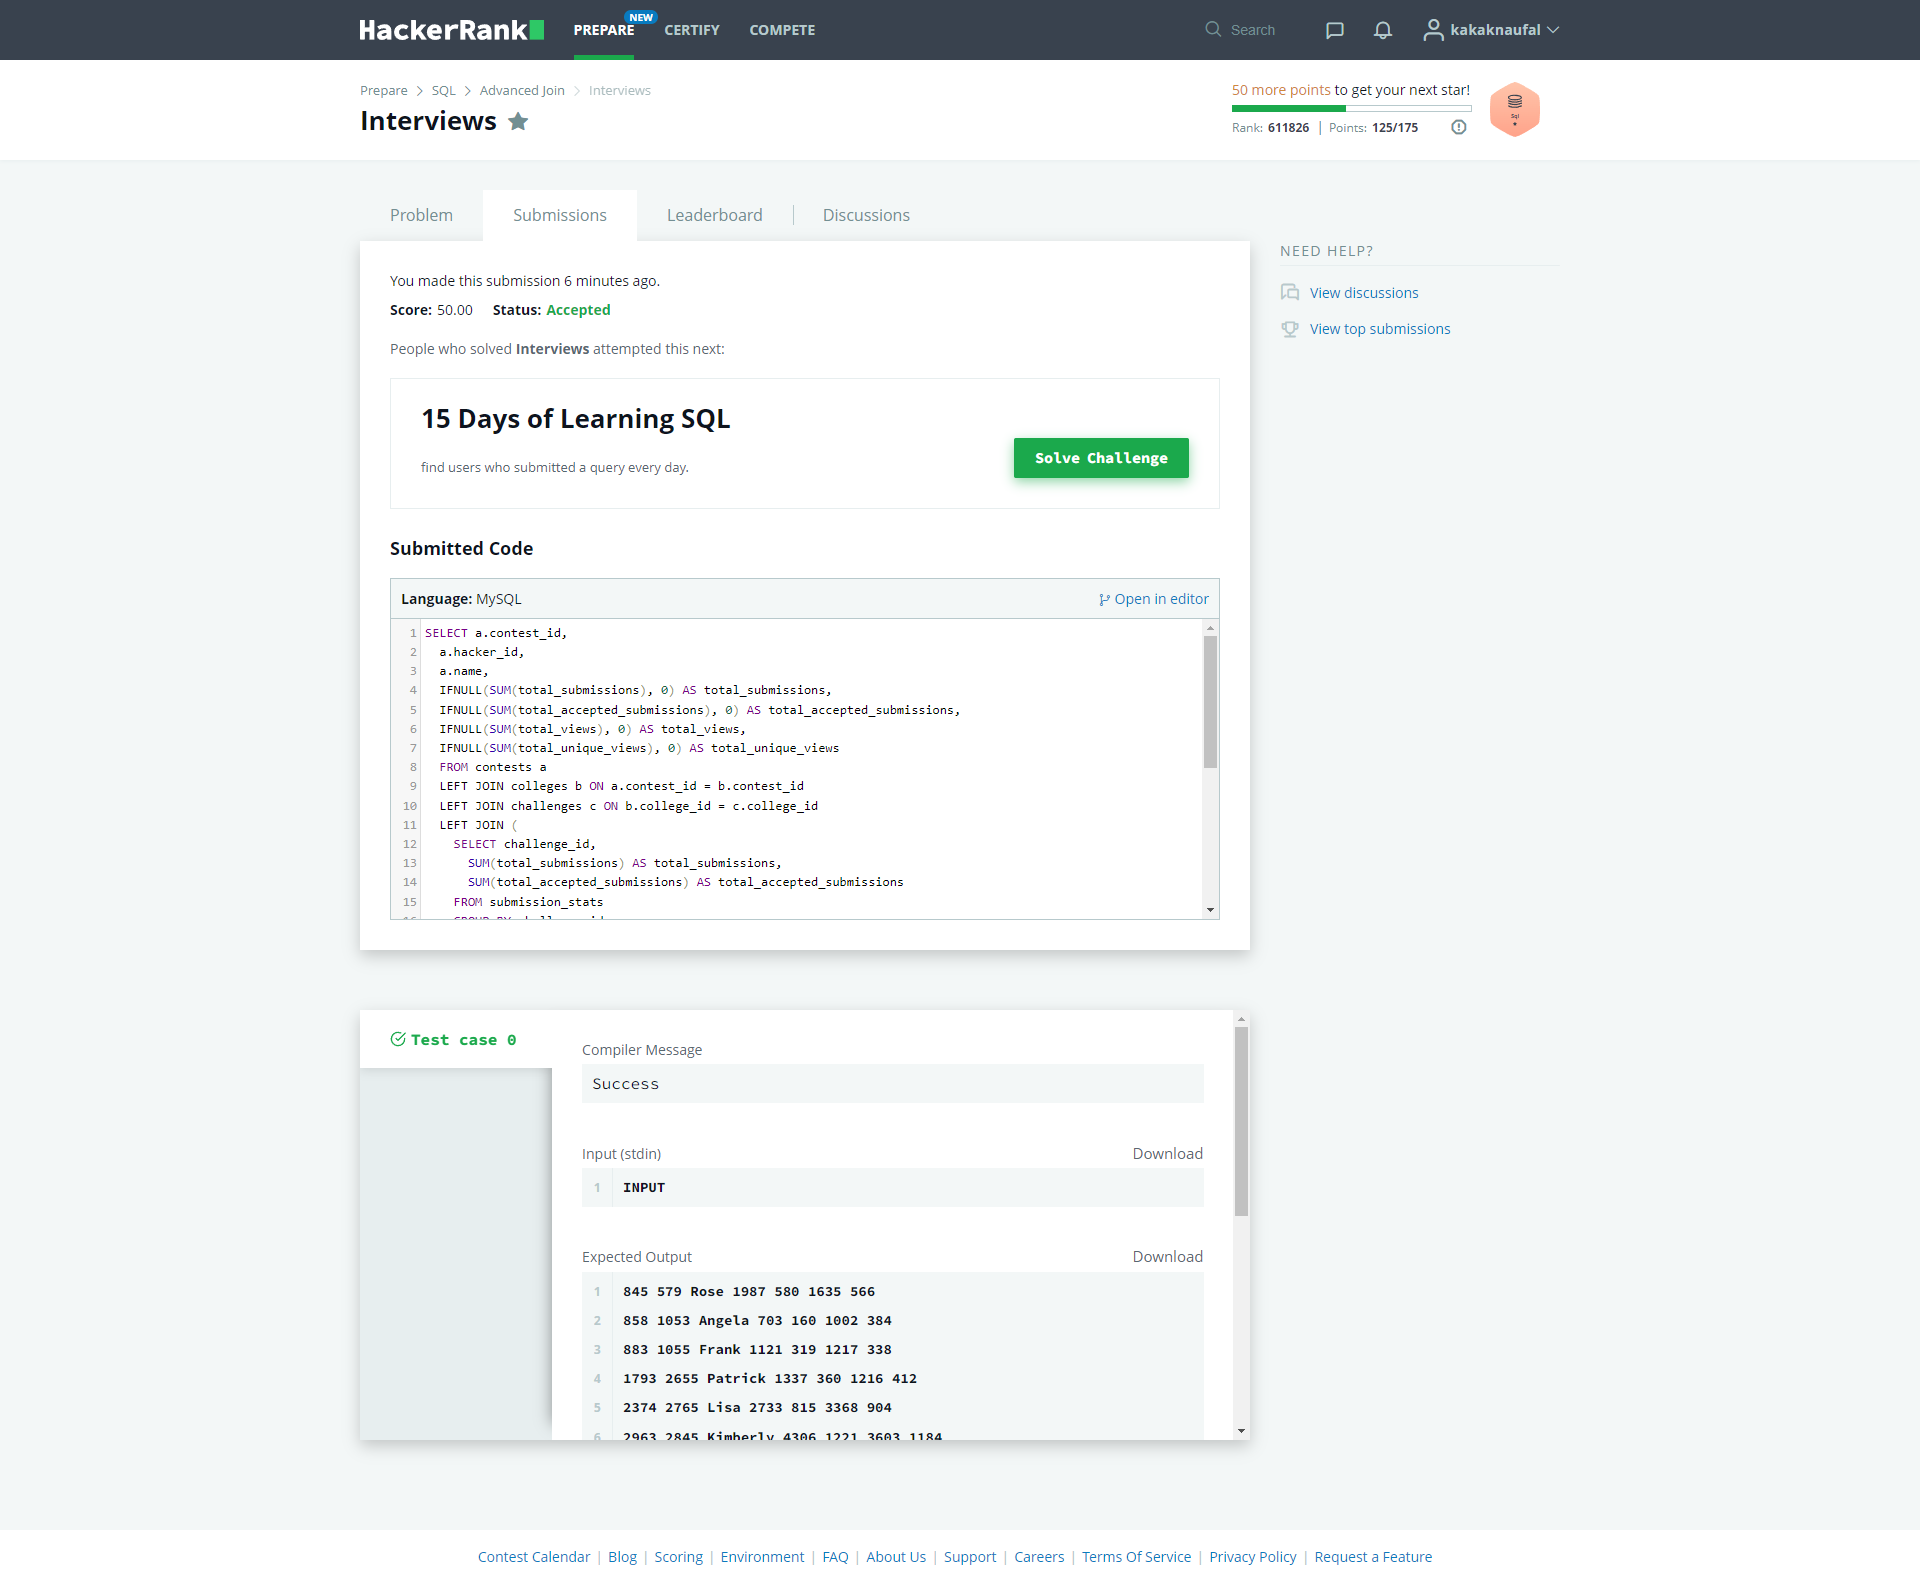 HackerRank
PREPARE
NEW
CERTIFY
COMPETE
Search
kakaknaufal
Prepare > SQL > Advanced Join > Interviews
Interviews
50 more points to get your next star!
Rank: 611826 | Points: 125/175
Sql
Problem
Submissions
Leaderboard
Discussions
NEED HELP?
View discussions
View top submissions
You made this submission 6 minutes ago.
Score: 50.00 Status: Accepted
People who solved Interviews attempted this next:
15 Days of Learning SQL
find users who submitted a query every day.
Solve Challenge
Submitted Code
Language: MySQL
Open in editor
1 SELECT a.contest_id,
2 a.hacker_id,
3 a.name,
4 IFNULL(SUM(total_submissions), 0) AS total_submissions,
5 IFNULL(SUM(total_accepted_submissions), 0) AS total_accepted_submissions,
6 IFNULL(SUM(total_views), 0) AS total_views,
7 IFNULL(SUM(total_unique_views), 0) AS total_unique_views
8 FROM contests a
9 LEFT JOIN colleges b ON a.contest_id = b.contest_id
10 LEFT JOIN challenges c ON b.college_id = c.college_id
11 LEFT JOIN (
12 SELECT challenge_id,
13 SUM(total_submissions) AS total_submissions,
14 SUM(total_accepted_submissions) AS total_accepted_submissions
15 FROM submission_stats
Test case 0
Compiler Message
Success
Input (stdin)
Download
1 INPUT
Expected Output
Download
1 845 579 Rose 1987 580 1635 566
2 858 1053 Angela 703 160 1002 384
3 883 1055 Frank 1121 319 1217 338
4 1793 2655 Patrick 1337 360 1216 412
5 2374 2765 Lisa 2733 815 3368 904
6 2963 2845 Kimberly 4306 1221 3603 1184
Contest Calendar | Blog | Scoring | Environment | FAQ | About Us | Support | Careers | Terms Of Service | Privacy Policy | Request a Feature